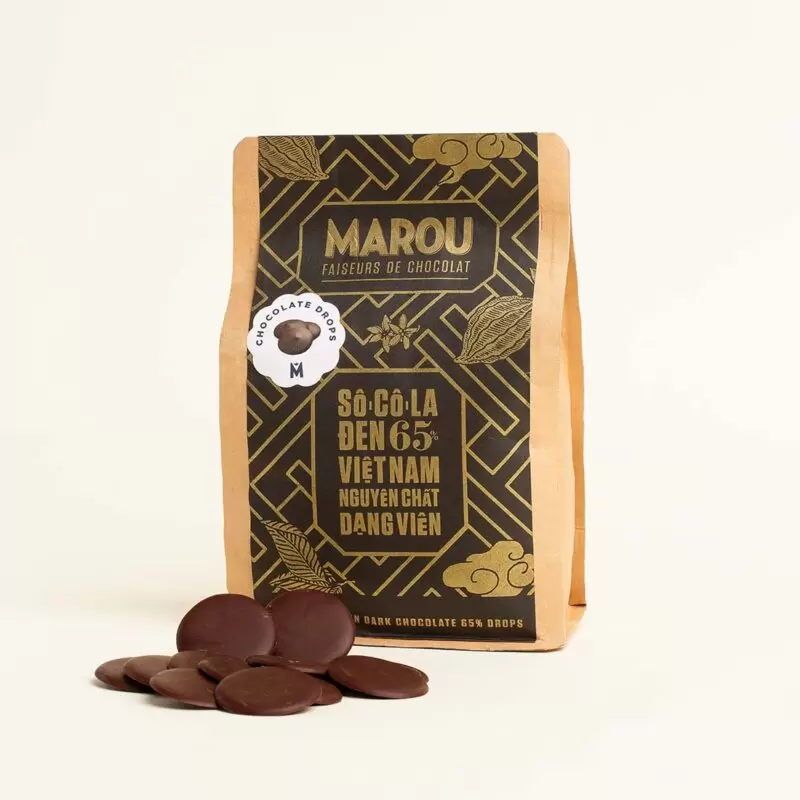 MAROU
FAISEURS DE CHOCOLAT
CHOCOLATE DROPS
M
SÔ-CÔ-LA
ĐEN 65%
VIỆT NAM
NGUYÊN CHẤT
DẠNG VIÊN
DARK CHOCOLATE 65% DROPS